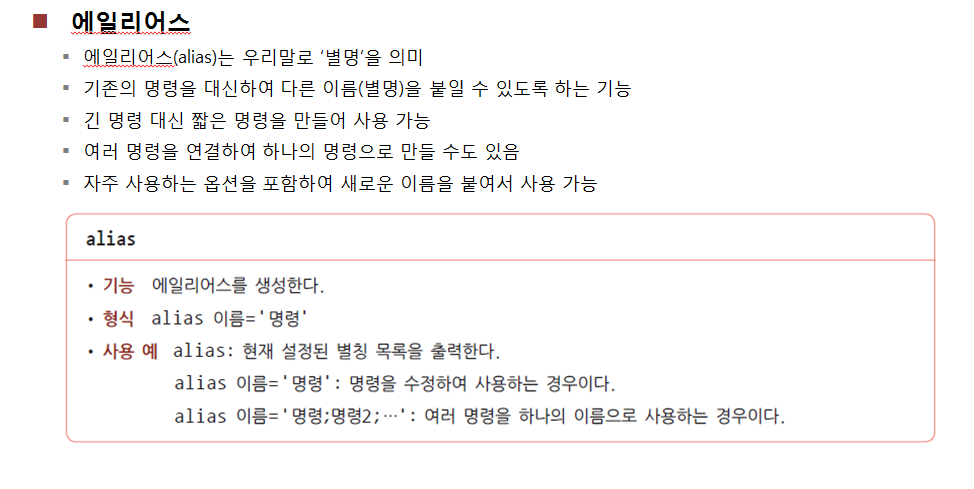 에일리어스
에일리어스(alias)는 우리말로 ‘별명’을 의미
기존의 명령을 대신하여 다른 이름(별명)을 붙일 수 있도록 하는 기능
긴 명령 대신 짧은 명령을 만들어 사용 가능
여러 명령을 연결하여 하나의 명령으로 만들 수도 있음
자주 사용하는 옵션을 포함하여 새로운 이름을 붙여서 사용 가능
alias
• 기능 에일리어스를 생성한다.
• 형식 alias 이름='명령'
• 사용 예 alias: 현재 설정된 별칭 목록을 출력한다.
alias 이름='명령': 명령을 수정하여 사용하는 경우이다.
alias 이름='명령;명령2;…': 여러 명령을 하나의 이름으로 사용하는 경우이다.